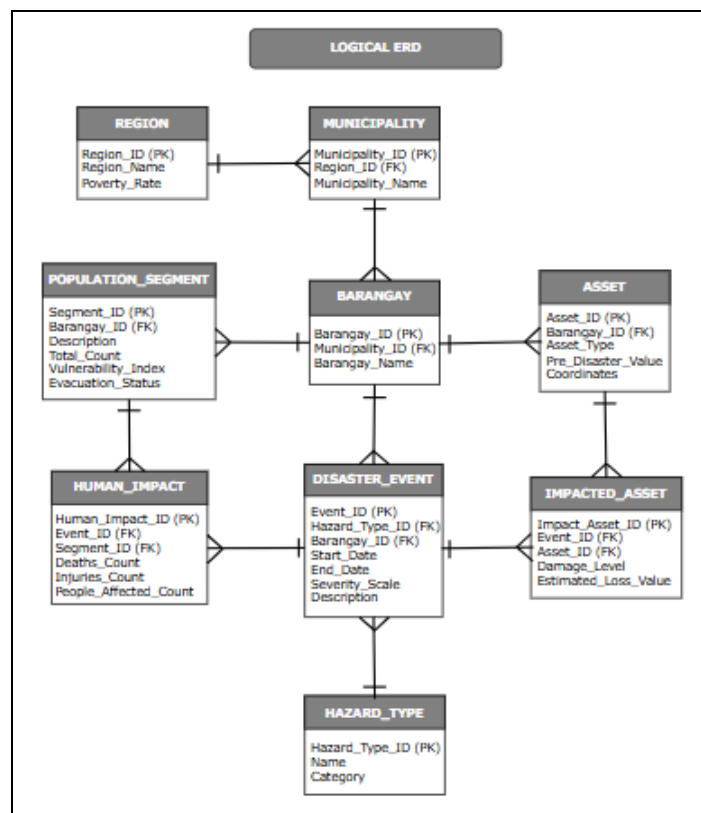 LOGICAL ERD
REGION
Region_ID (PK)
Region_Name
Poverty_Rate
MUNICIPALITY
Municipality_ID (PK)
Region_ID (FK)
Municipality_Name
POPULATION_SEGMENT
Segment_ID (PK)
Barangay_ID (FK)
Description
Total_Count
Vulnerability_Index
Evacuation_Status
BARANGAY
Barangay_ID (PK)
Municipality_ID (FK)
Barangay_Name
ASSET
Asset_ID (PK)
Barangay_ID (FK)
Asset_Type
Pre_Disaster_Value
Coordinates
HUMAN_IMPACT
Human_Impact_ID (PK)
Event_ID (FK)
Segment_ID (FK)
Deaths_Count
Injuries_Count
People_Affected_Count
DISASTER_EVENT
Event_ID (PK)
Hazard_Type_ID (FK)
Barangay_ID (FK)
Start_Date
End_Date
Severity_Scale
Description
IMPACTED_ASSET
Impact_Asset_ID (PK)
Event_ID (FK)
Asset_ID (FK)
Damage_Level
Estimated_Loss_Value
HAZARD_TYPE
Hazard_Type_ID (PK)
Name
Category